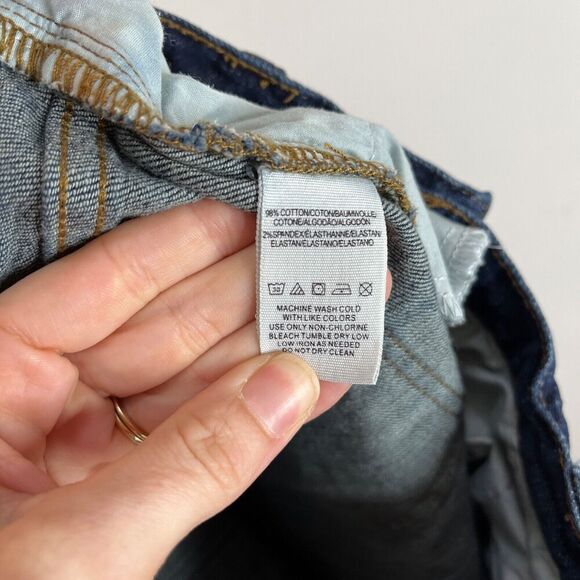 98% COTTON/COTON/BAUMWOLLE/
COTONE/ALGODÃO/ALGODÓN
2%SPANDEX/ÉLASTHANNE/ELASTAN/
ELASTAN/ELASTANO/ELASTANO
30
MACHINE WASH COLD
WITH LIKE COLORS
USE ONLY NON-CHLORINE
BLEACH TUMBLE DRY LOW
LOW IRON AS NEEDED
DO NOT DRY CLEAN